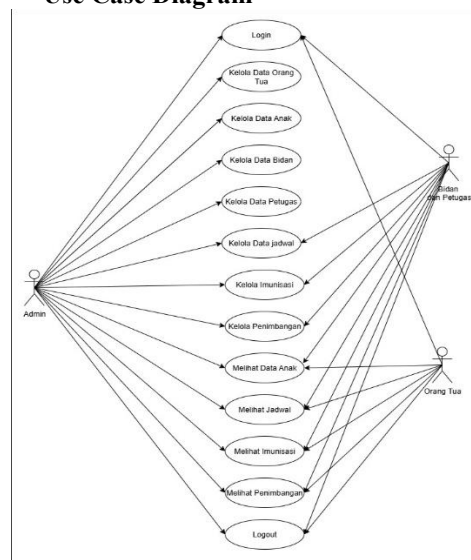 Use Case Diagram
Login
Kelola Data Orang
Tua
Kelola Data Anak
Kelola Data Bidan
Kelola Data Petugas
Kelola Data jadwal
Kelola Imunisasi
Kelola Penimbangan
Melihat Data Anak
Melihat Jadwal
Melihat Imunisasi
Melihat Penimbangan
Logout
Admin
Bidan
dan Petugas
Orang Tua